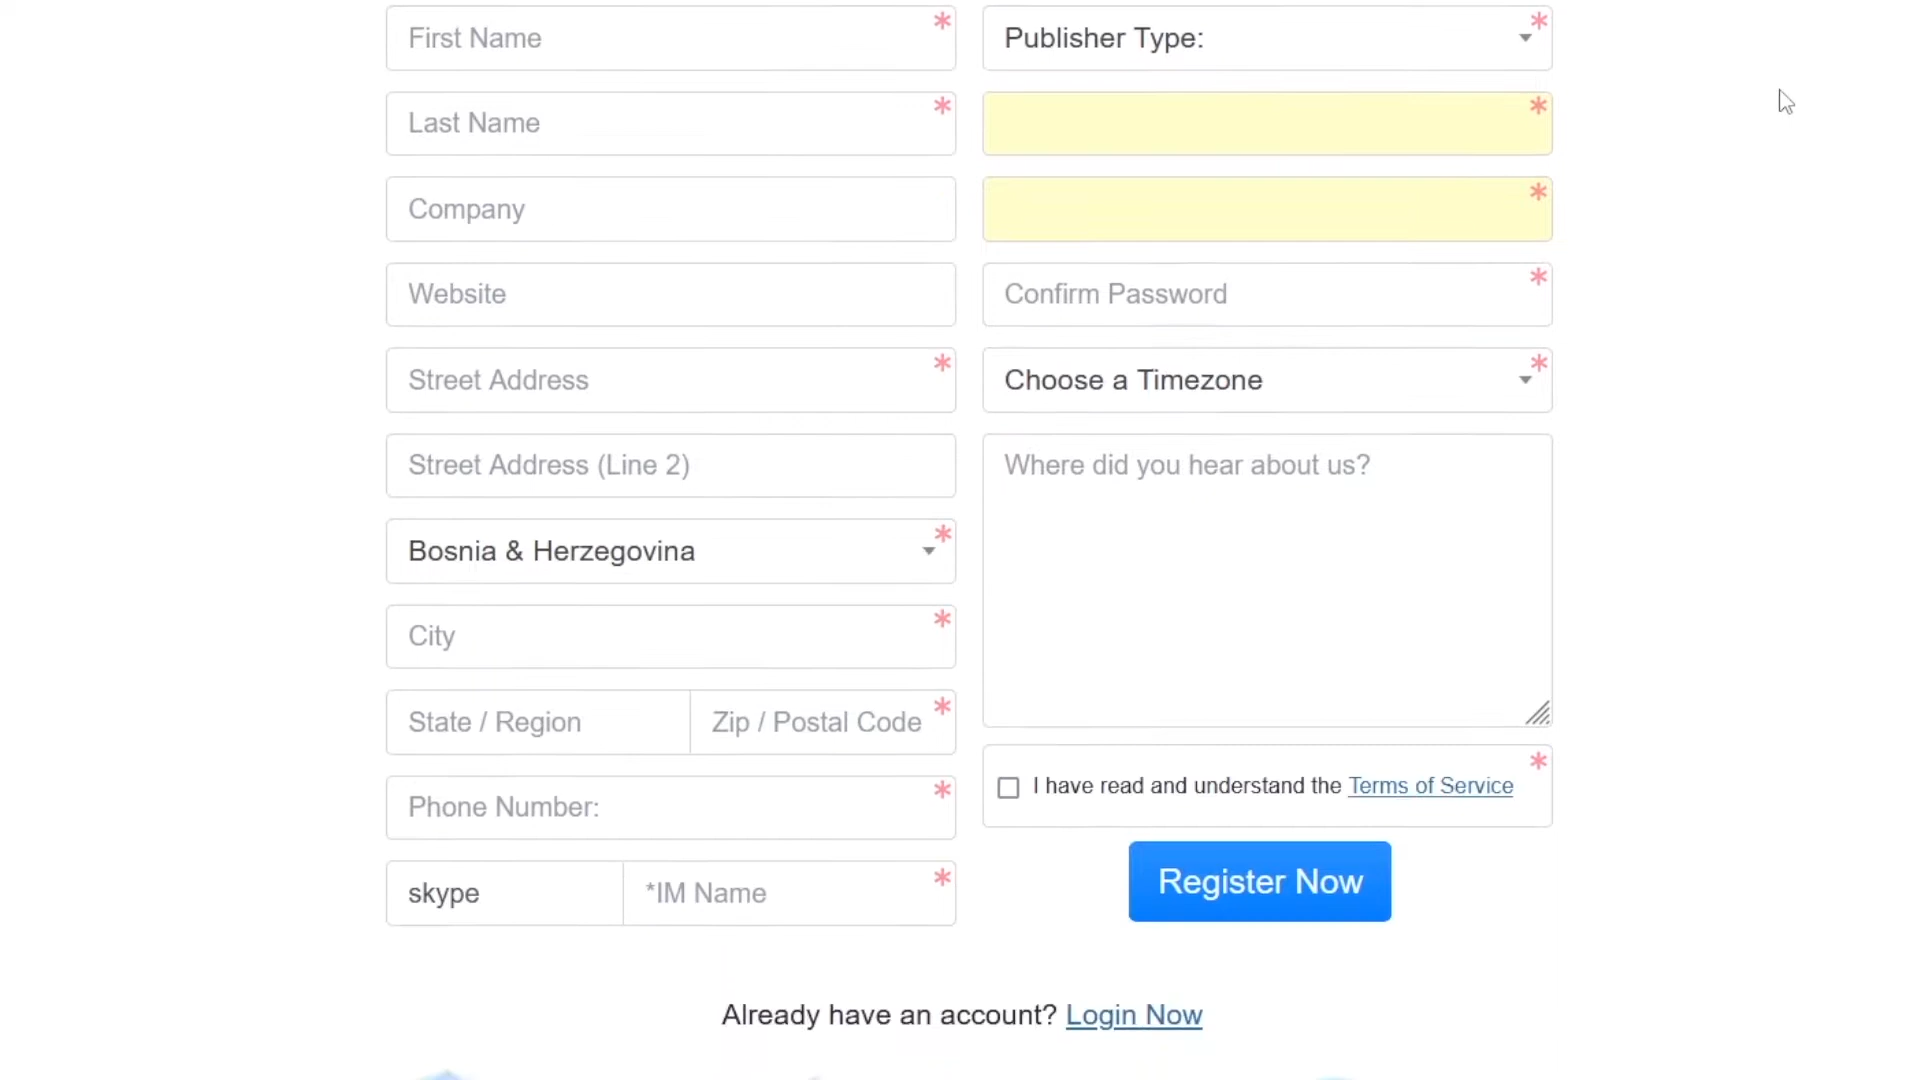 First Name *
Last Name *
Company
Website
Street Address *
Street Address (Line 2)
Bosnia & Herzegovina *
City *
State / Region Zip / Postal Code *
Phone Number: *
skype *IM Name *
Publisher Type: *
*
*
Confirm Password *
Choose a Timezone *
Where did you hear about us?
I have read and understand the Terms of Service *
Register Now
Already have an account? Login Now